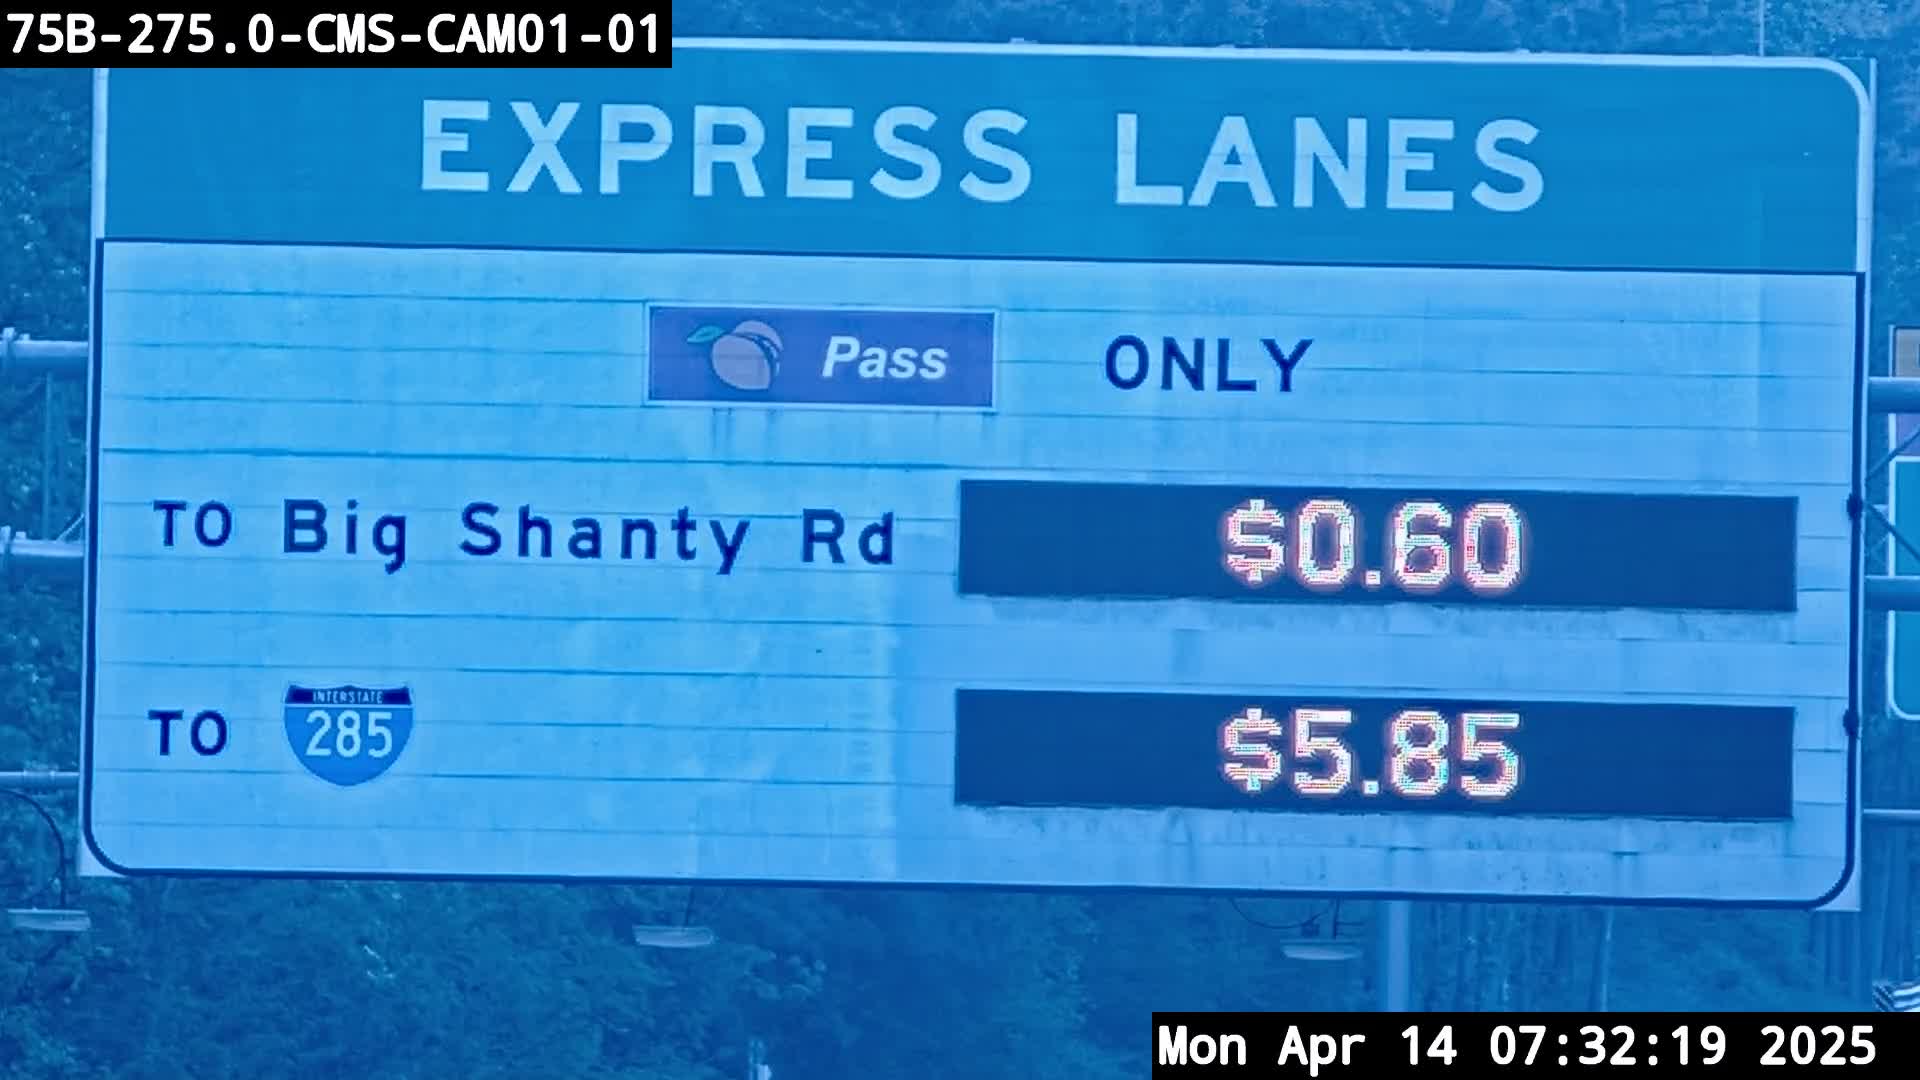 75B-275.0-CMS-CAM01-01
EXPRESS LANES
Pass ONLY
TO Big Shanty Rd $0.60
TO INTERSTATE 285 $5.85
Mon Apr 14 07:32:19 2025